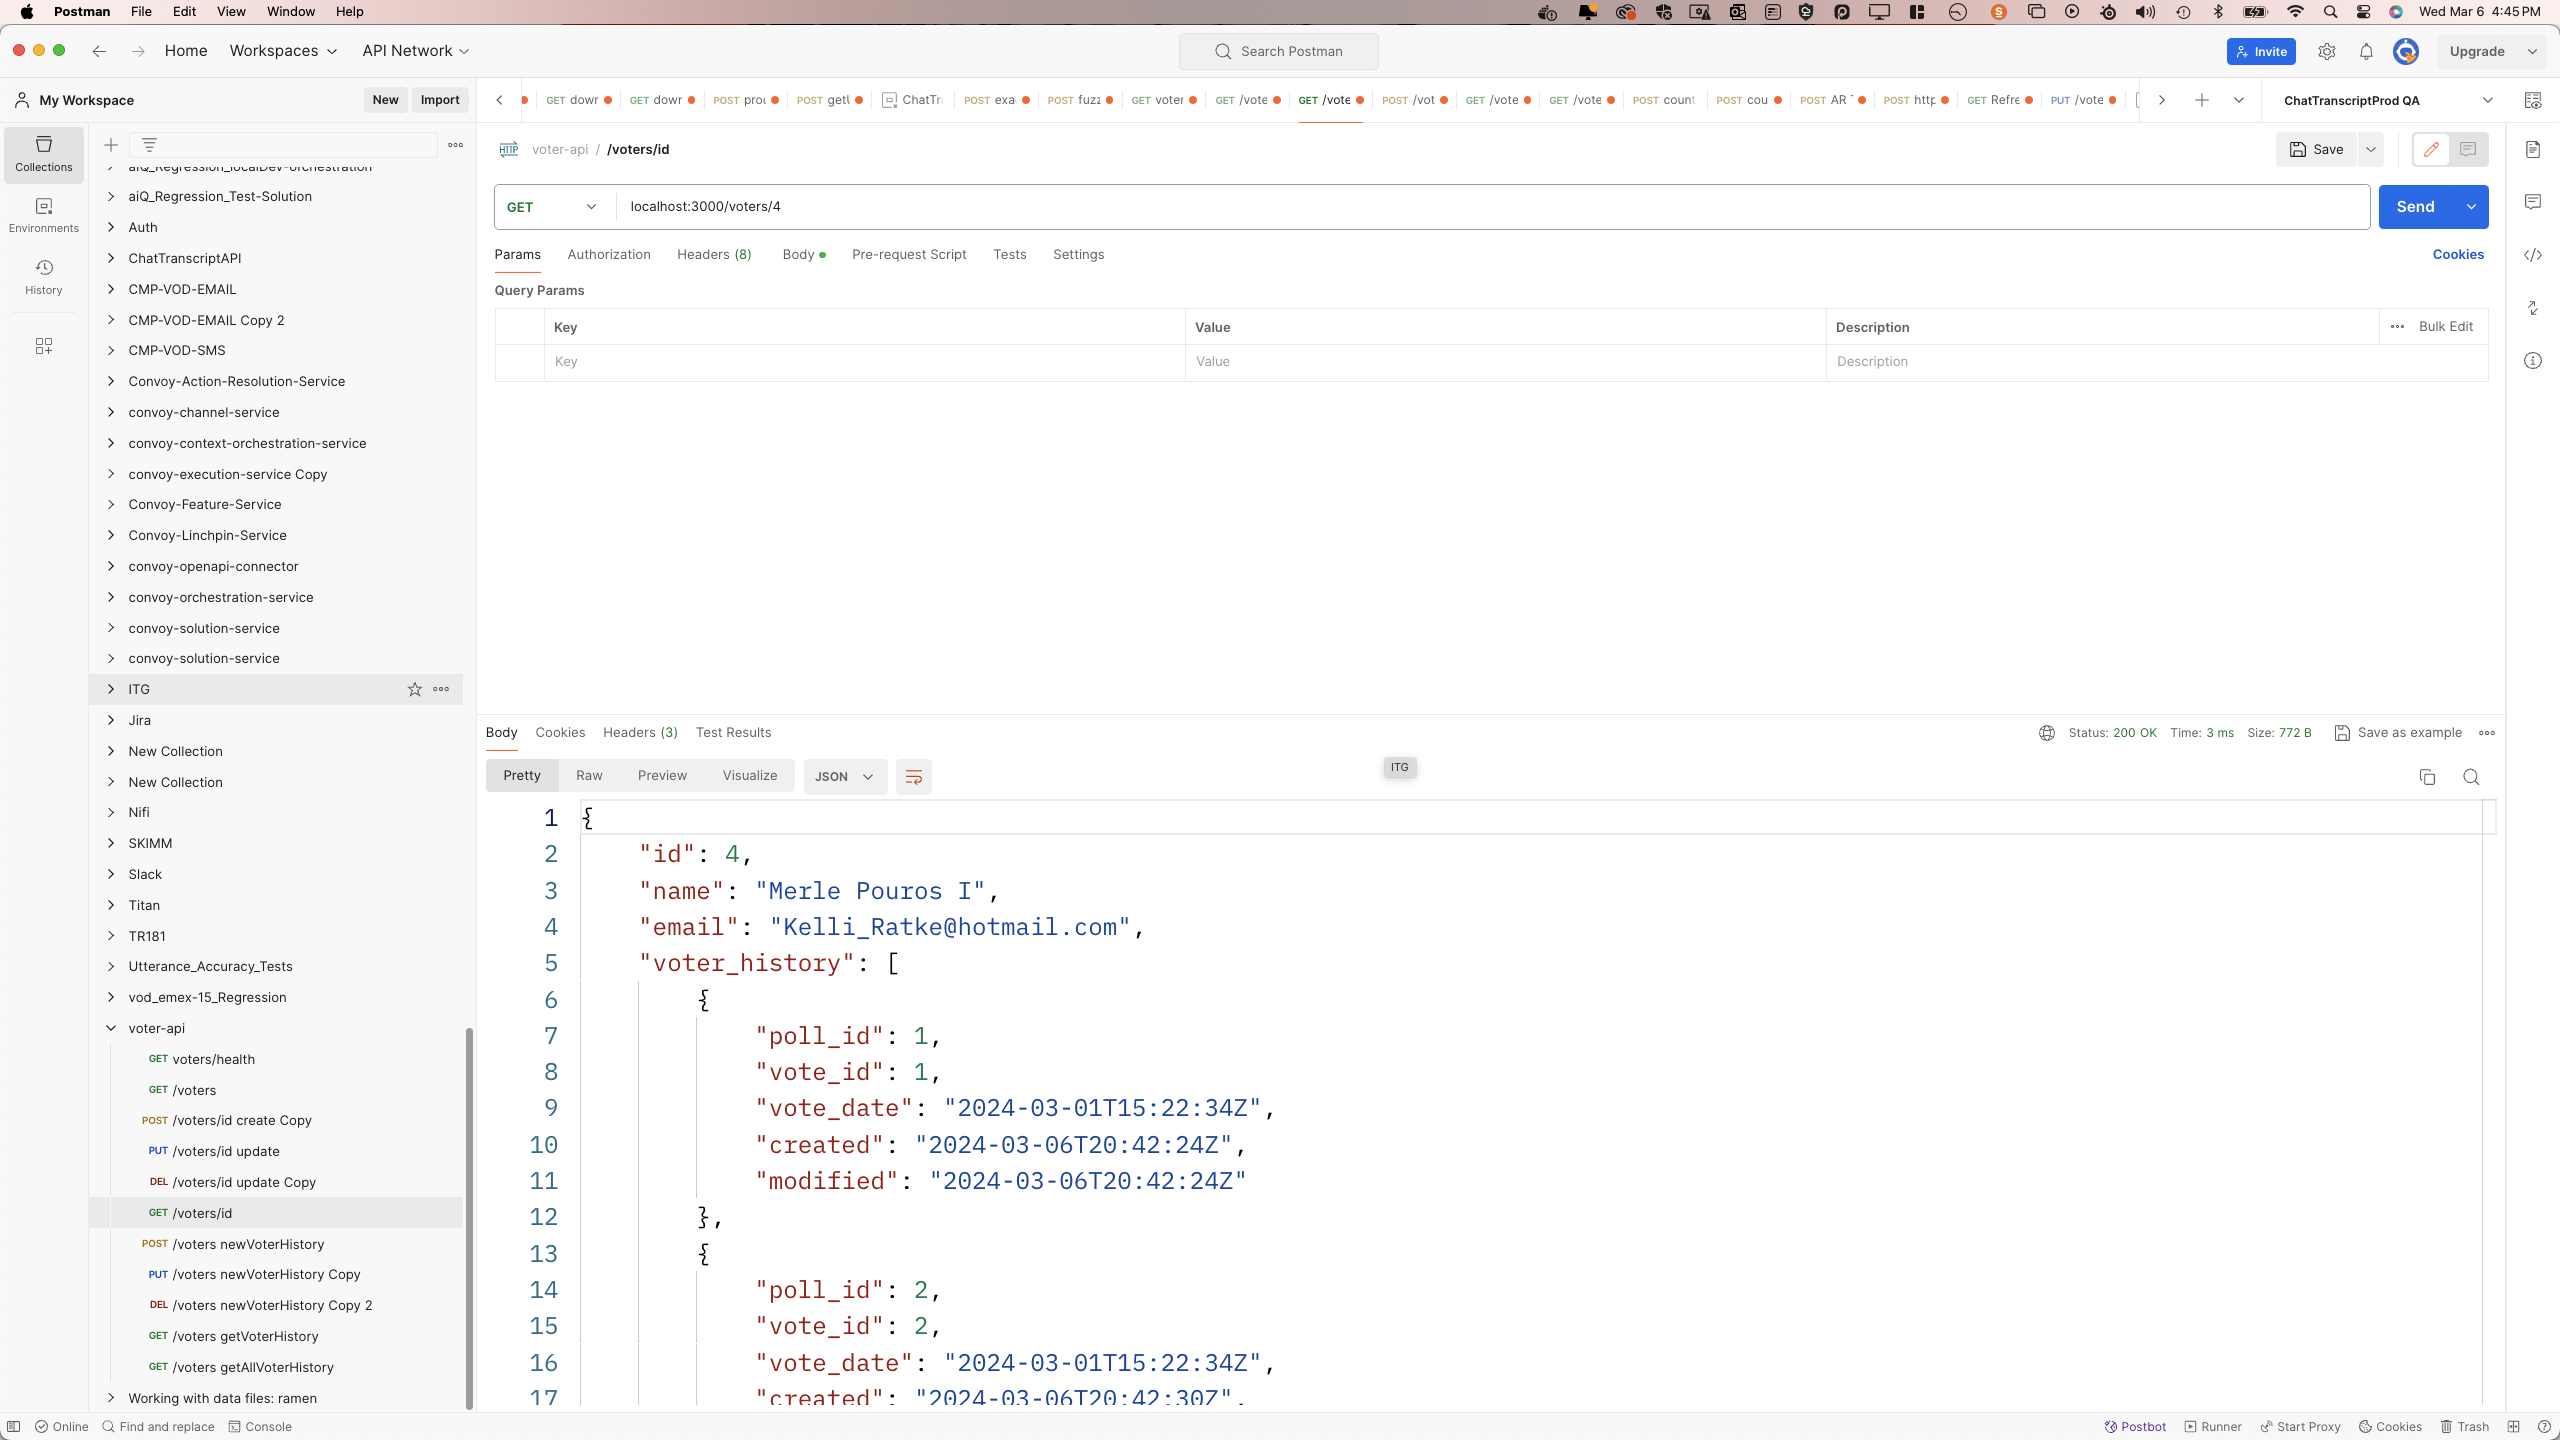 Postman File Edit View Window Help Wed Mar 6 4:45 PM
Home Workspaces API Network Search Postman Invite Upgrade
My Workspace New Import
GET dowr GET dowr POST pro GET ChatTr POST exa POST fuzz GET voter GET /vote GET /vote POST /vot GET /vote GET /vote POST count POST cou POST AR POST http GET Refre PUT /vote ChatTranscriptProd QA
Collections
Environments
History
aiQ_Regression_localDev-orchestration
aiQ_Regression_Test-Solution
Auth
ChatTranscriptAPI
CMP-VOD-EMAIL
CMP-VOD-EMAIL Copy 2
CMP-VOD-SMS
Convoy-Action-Resolution-Service
convoy-channel-service
convoy-context-orchestration-service
convoy-execution-service Copy
Convoy-Feature-Service
Convoy-Linchpin-Service
convoy-openapi-connector
convoy-orchestration-service
convoy-solution-service
convoy-solution-service
ITG
Jira
New Collection
New Collection
Nifi
SKIMM
Slack
Titan
TR181
Utterance_Accuracy_Tests
vod_emex-15_Regression
voter-api
GET voters/health
GET /voters
POST /voters/id create Copy
PUT /voters/id update
DEL /voters/id update Copy
GET /voters/id
POST /voters newVoterHistory
PUT /voters newVoterHistory Copy
DEL /voters newVoterHistory Copy 2
GET /voters getVoterHistory
GET /voters getAllVoterHistory
Working with data files: ramen
HTTP voter-api / /voters/id Save
GET localhost:3000/voters/4 Send
Params Authorization Headers (8) Body Pre-request Script Tests Settings Cookies
Query Params
Key Value Description Bulk Edit
Key Value Description
Body Cookies Headers (3) Test Results Status: 200 OK Time: 3 ms Size: 772 B Save as example
Pretty Raw Preview Visualize JSON ITG
1 {
2 "id": 4,
3 "name": "Merle Pouros I",
4 "email": "Kelli_Ratke@hotmail.com",
5 "voter_history": [
6 {
7 "poll_id": 1,
8 "vote_id": 1,
9 "vote_date": "2024-03-01T15:22:34Z",
10 "created": "2024-03-06T20:42:24Z",
11 "modified": "2024-03-06T20:42:24Z"
12 },
13 {
14 "poll_id": 2,
15 "vote_id": 2,
16 "vote_date": "2024-03-01T15:22:34Z",
17 "created": "2024-03-06T20:42:30Z",
Online Find and replace Console Postbot Runner Start Proxy Cookies Trash